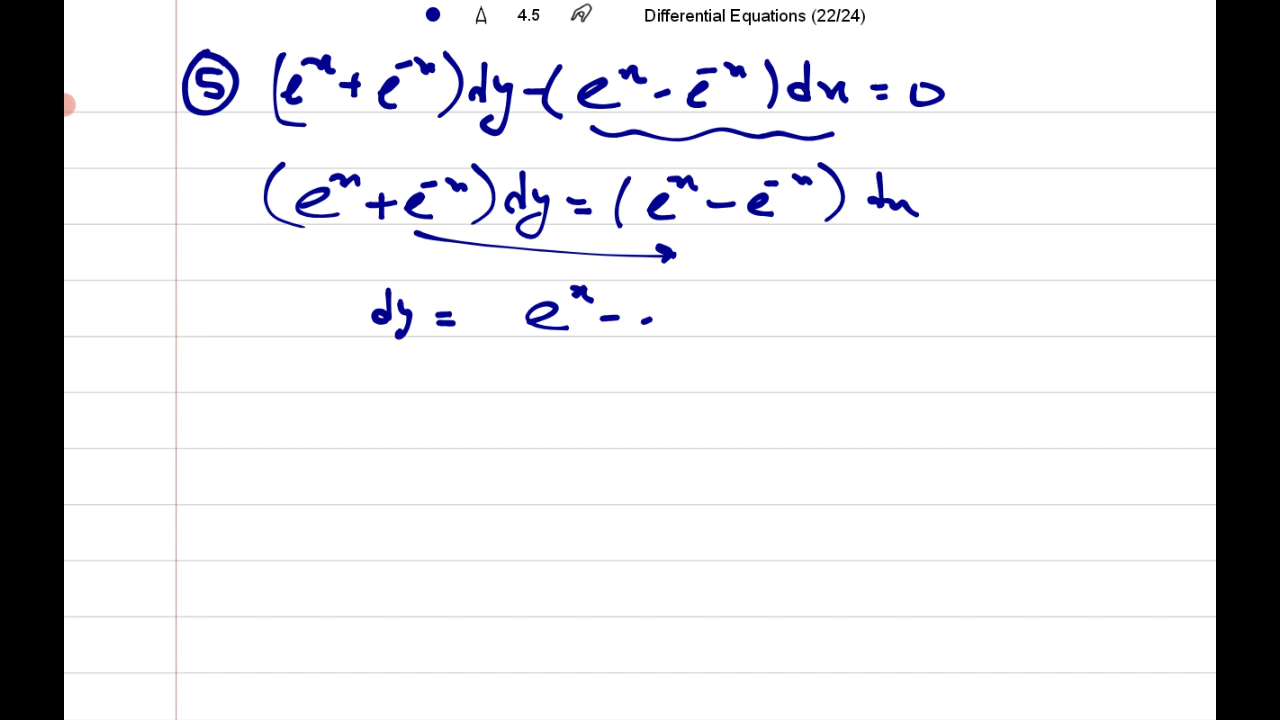 4.5 Differential Equations (22/24)
⑤ (e^x + e^-x) dy - (e^x - e^-x) dx = 0
(e^x + e^-x) dy = (e^x - e^-x) dx
dy = e^x -